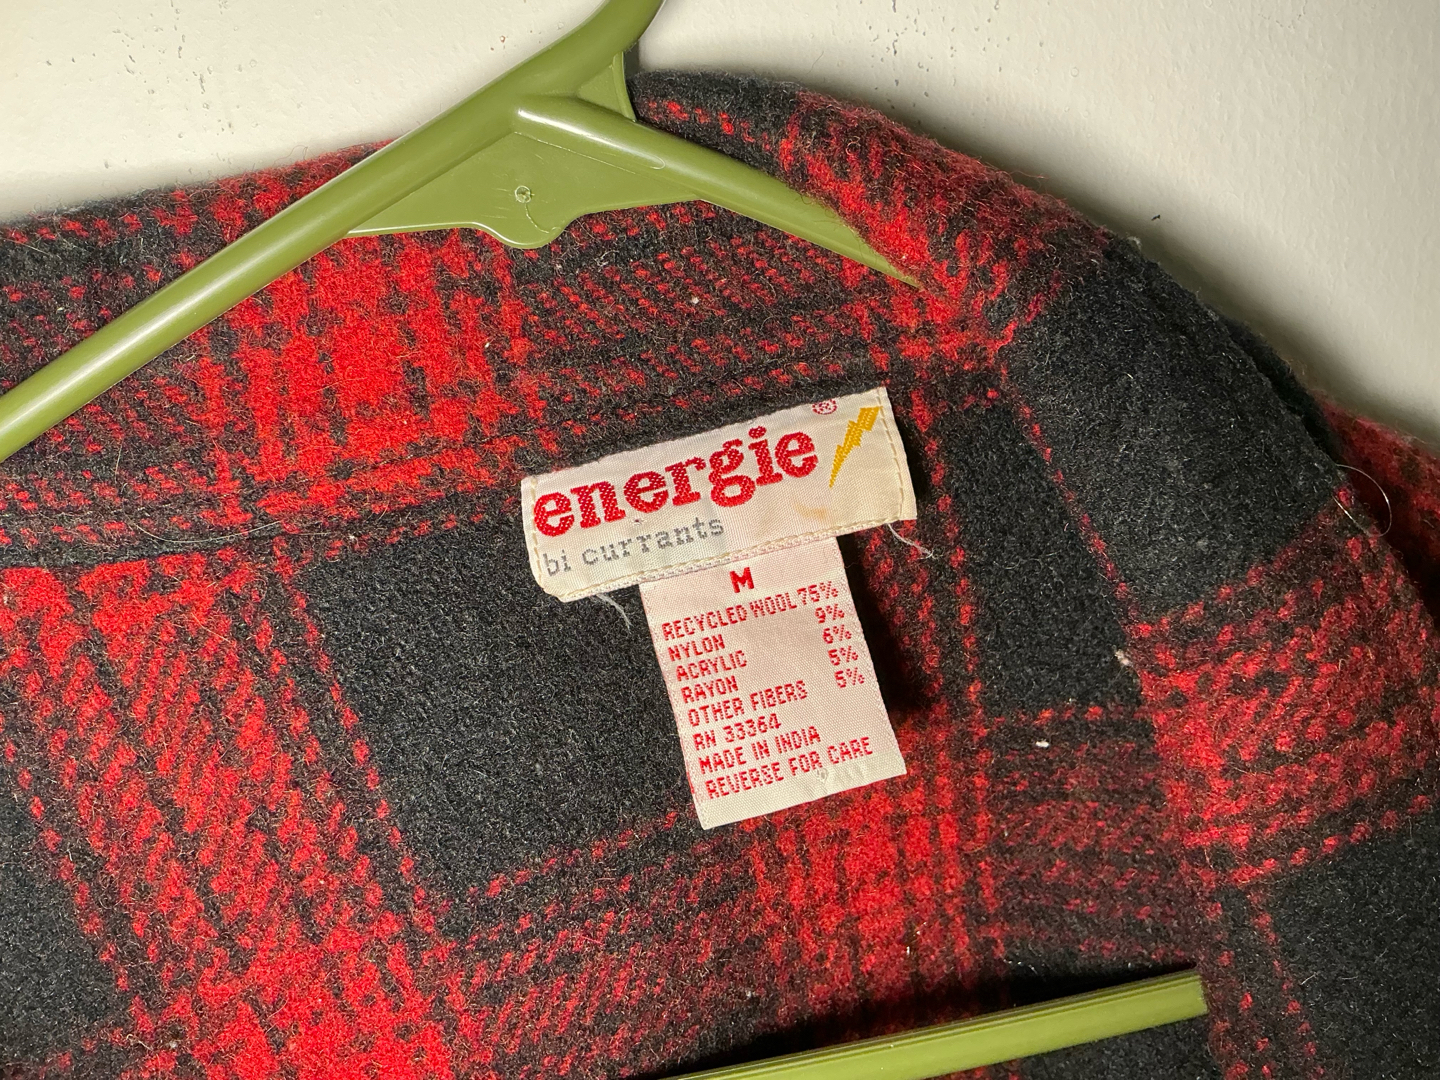 energie ®
bi currants
M
RECYCLED WOOL 75%
NYLON 9%
ACRYLIC 6%
RAYON 5%
OTHER FIBERS 5%
RN 33364
MADE IN INDIA
REVERSE FOR CARE